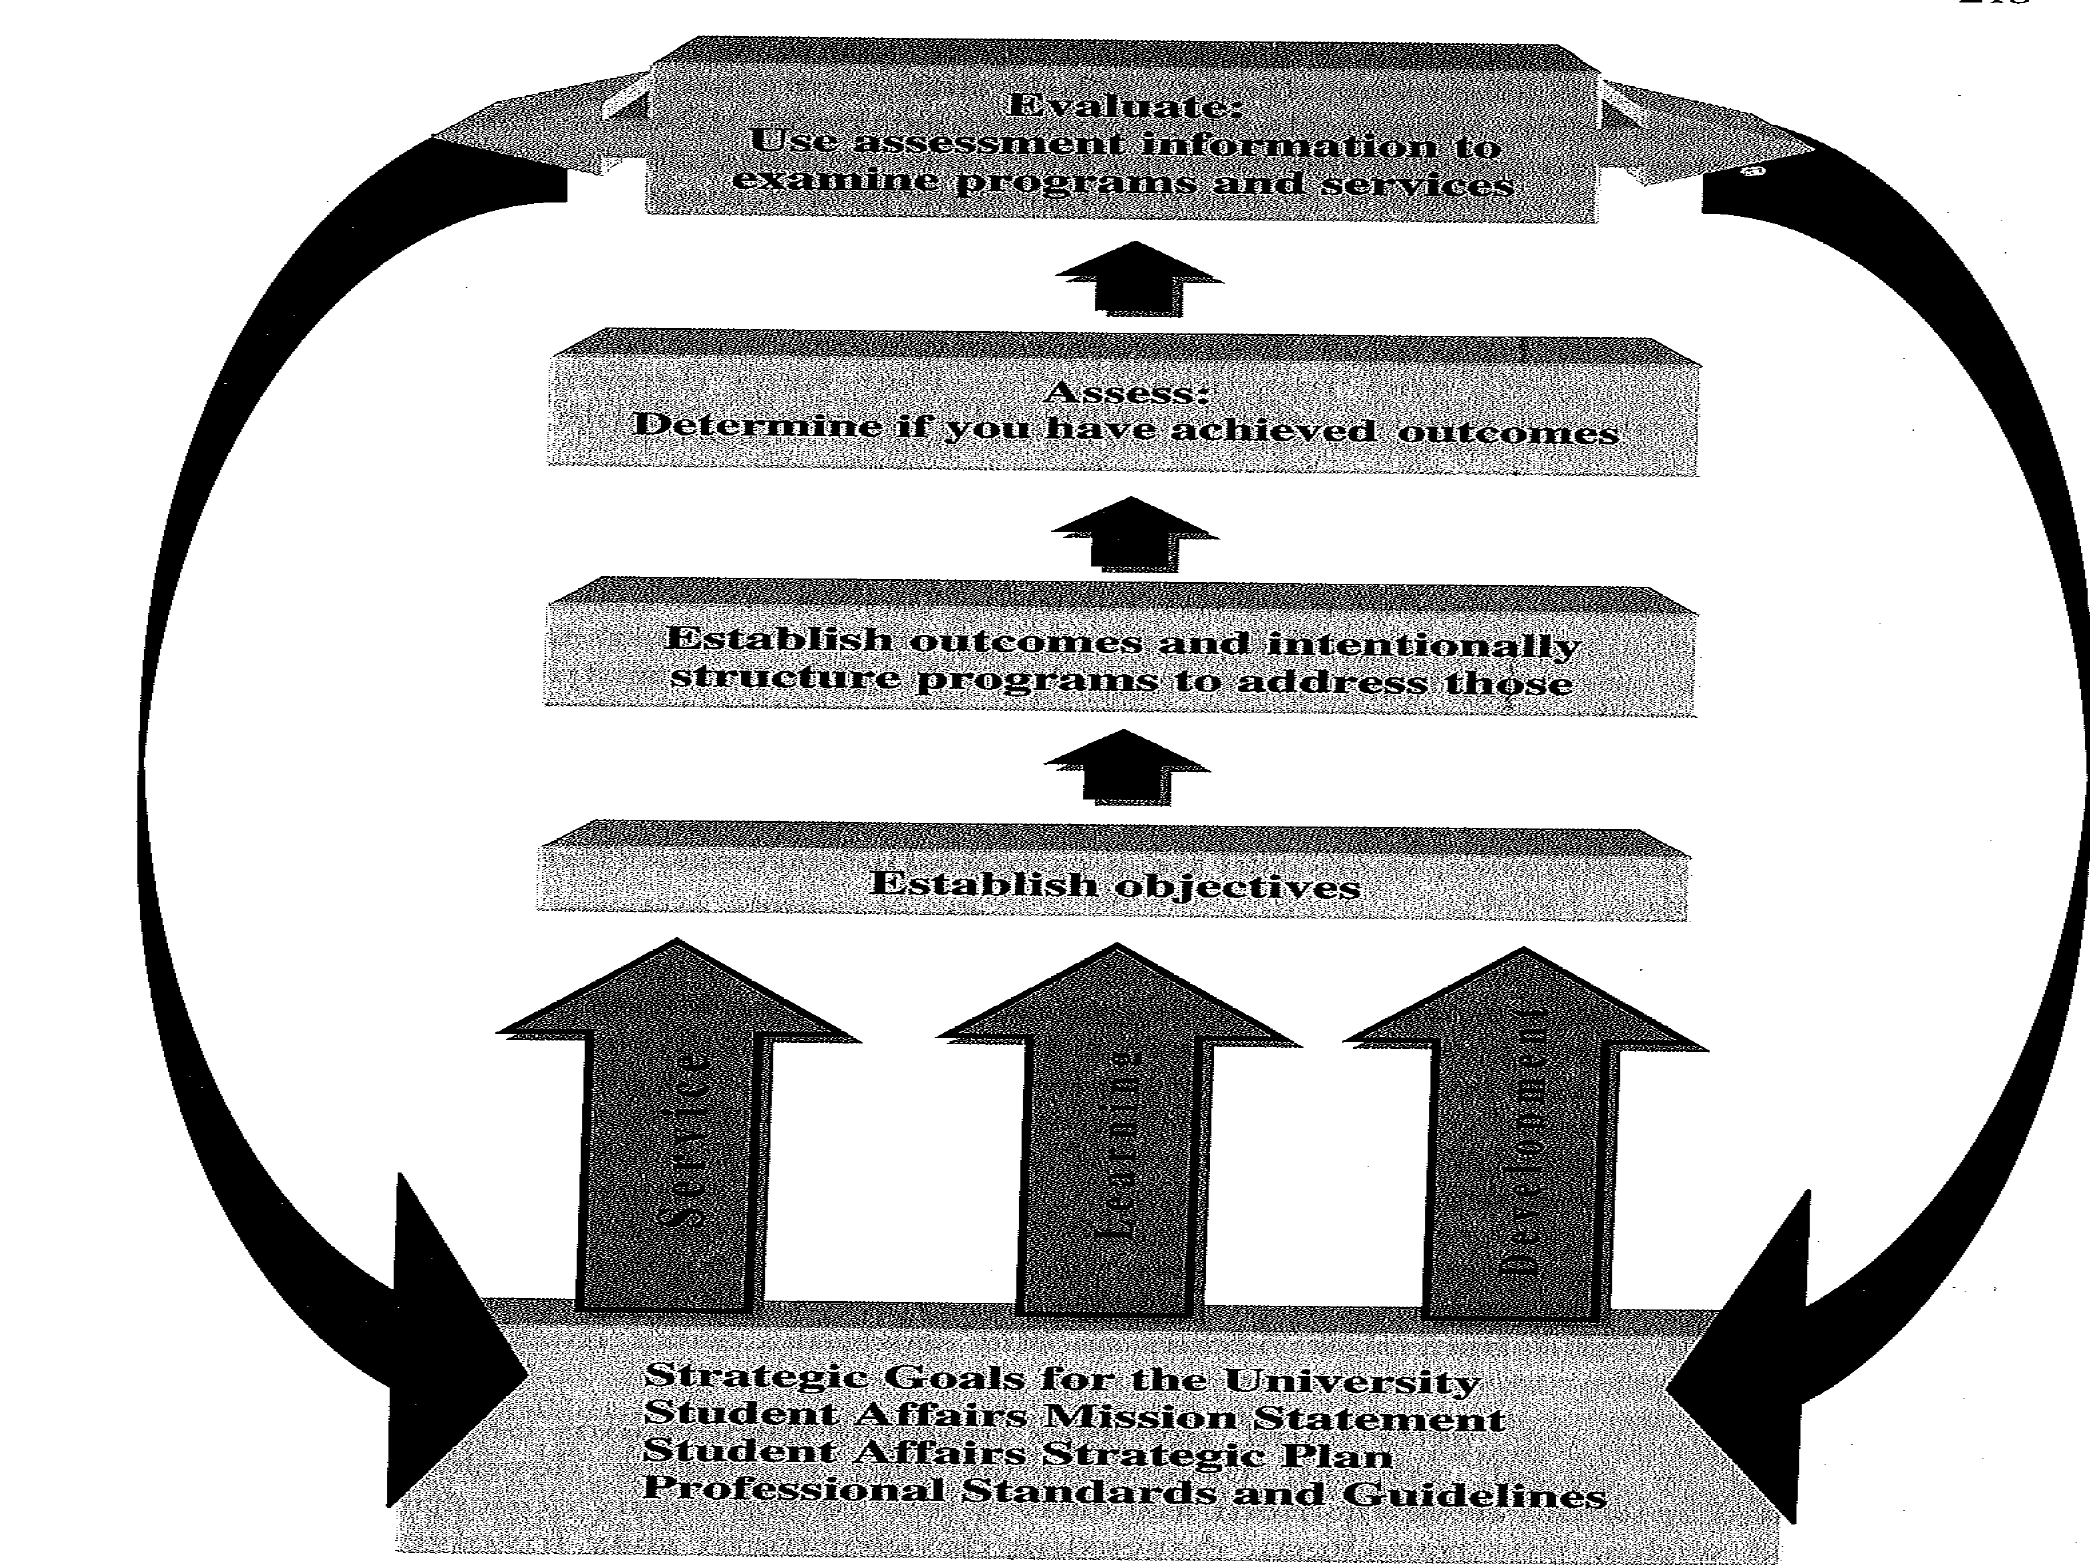 Evaluate:
Use assessment information to
examine programs and services
Assess:
Determine if you have achieved outcomes
Establish outcomes and intentionally
structure programs to address those
Establish objectives
Service
Learning
Development
Strategic Goals for the University
Student Affairs Mission Statement
Student Affairs Strategic Plan
Professional Standards and Guidelines